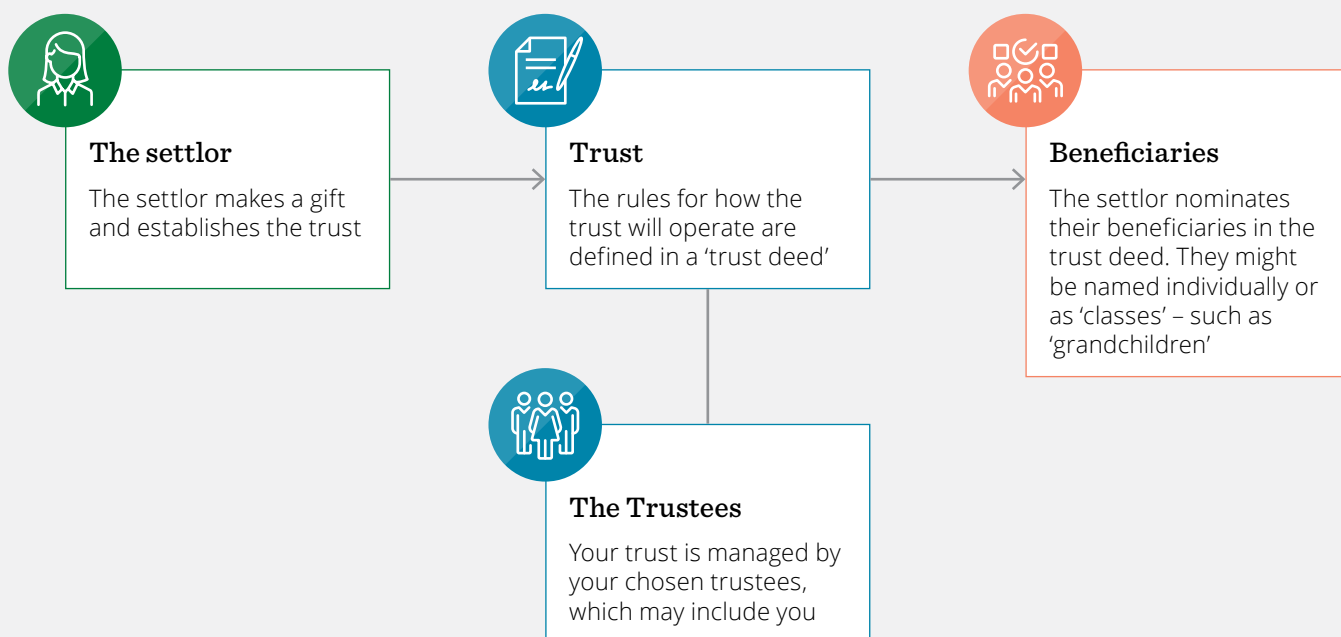 The settlor
The settlor makes a gift
and establishes the trust
Trust
The rules for how the
trust will operate are
defined in a ‘trust deed’
Beneficiaries
The settlor nominates
their beneficiaries in the
trust deed. They might
be named individually or
as ‘classes’ – such as
‘grandchildren’
The Trustees
Your trust is managed by
your chosen trustees,
which may include you